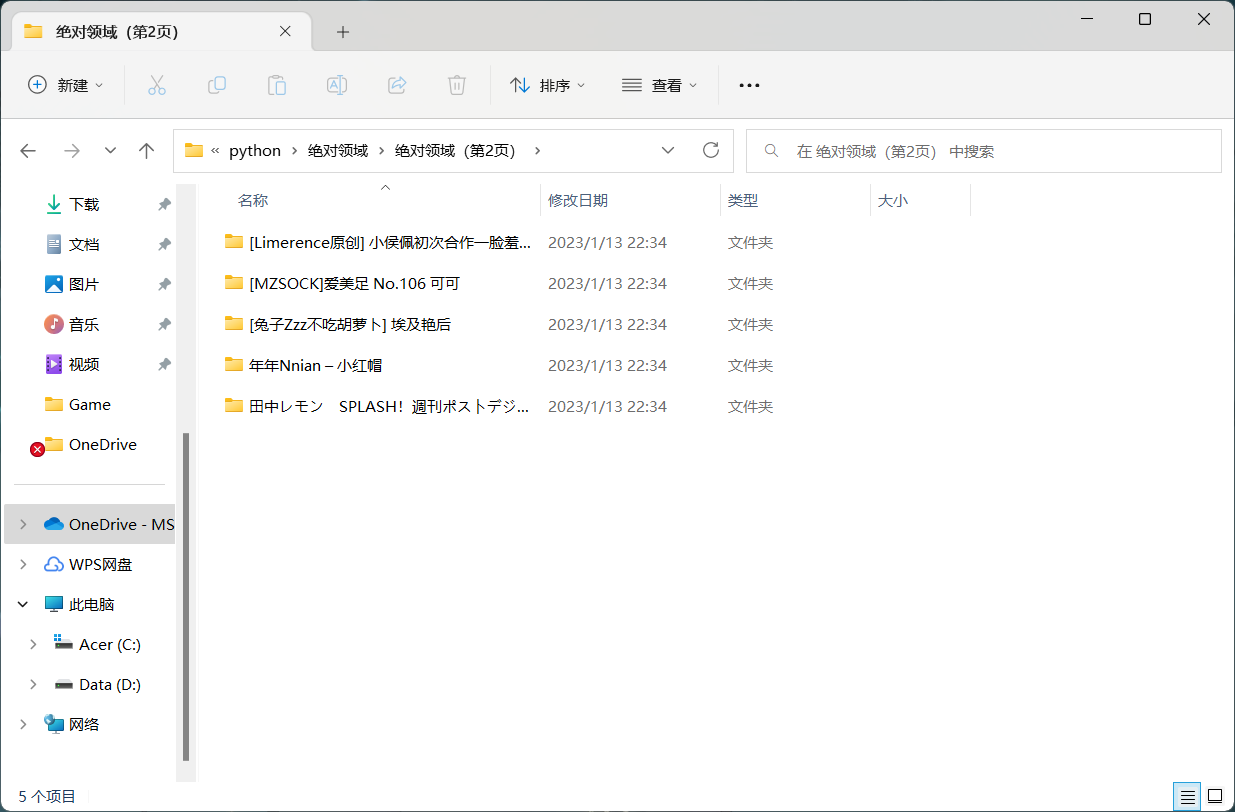 绝对领域（第2页）
新建
排序
查看
« python › 绝对领域 › 绝对领域（第2页） ›
在 绝对领域（第2页） 中搜索
下载
文档
图片
音乐
视频
Game
OneDrive
OneDrive - MS
WPS网盘
此电脑
Acer (C:)
Data (D:)
网络
名称 修改日期 类型 大小
[Limerence原创] 小侯佩初次合作一脸羞... 2023/1/13 22:34 文件夹
[MZSOCK]爱美足 No.106 可可 2023/1/13 22:34 文件夹
[兔子Zzz不吃胡萝卜] 埃及艳后 2023/1/13 22:34 文件夹
年年Nnian – 小红帽 2023/1/13 22:34 文件夹
田中レモン　SPLASH！週刊ポストデジ... 2023/1/13 22:34 文件夹
5 个项目